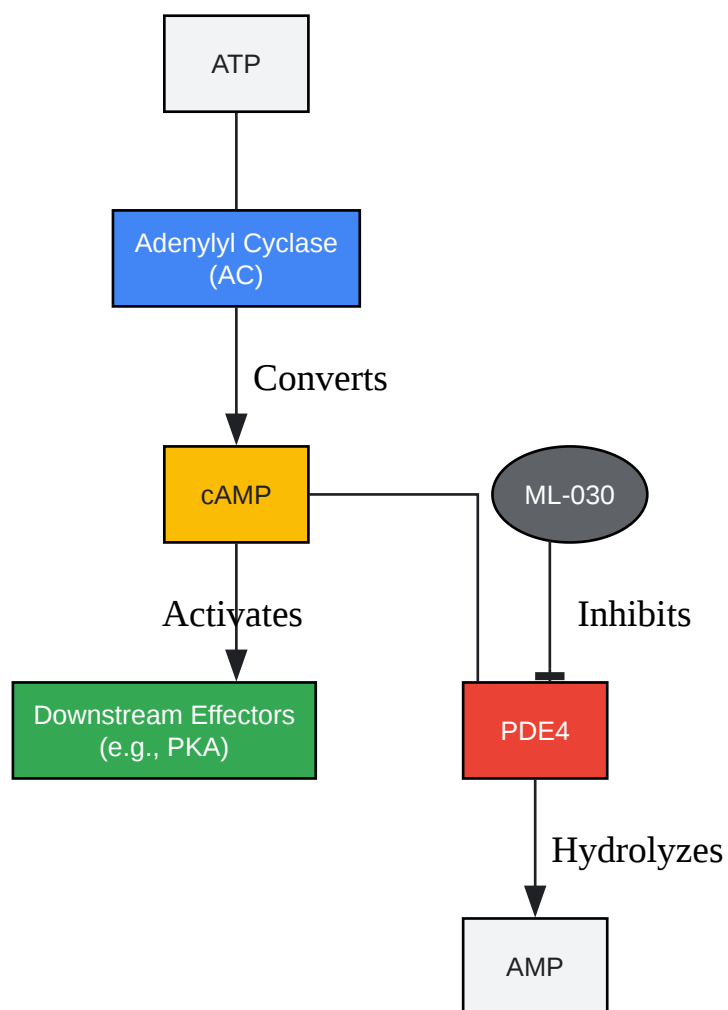 ATP
Adenylyl Cyclase
(AC)
Converts
cAMP
ML-030
Activates
Inhibits
Downstream Effectors
(e.g., PKA)
PDE4
Hydrolyzes
AMP